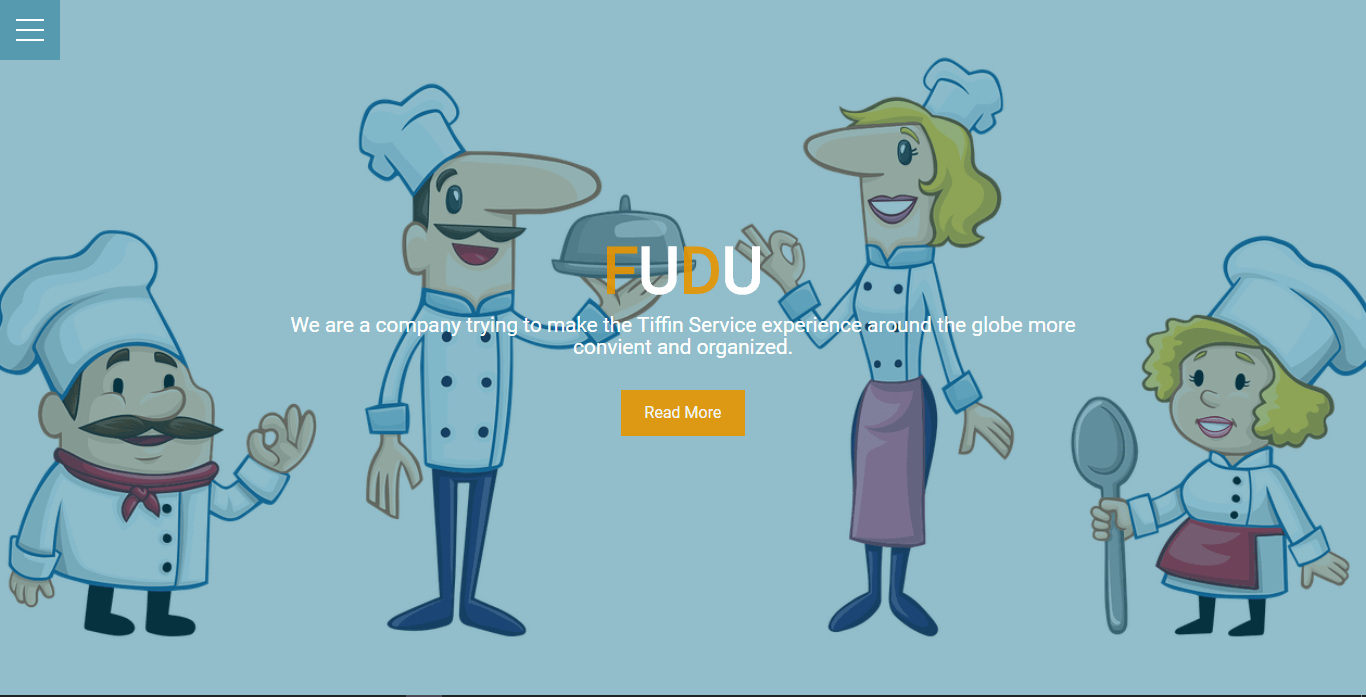 FUDU
We are a company trying to make the Tiffin Service experience around the globe more
convient and organized.
Read More